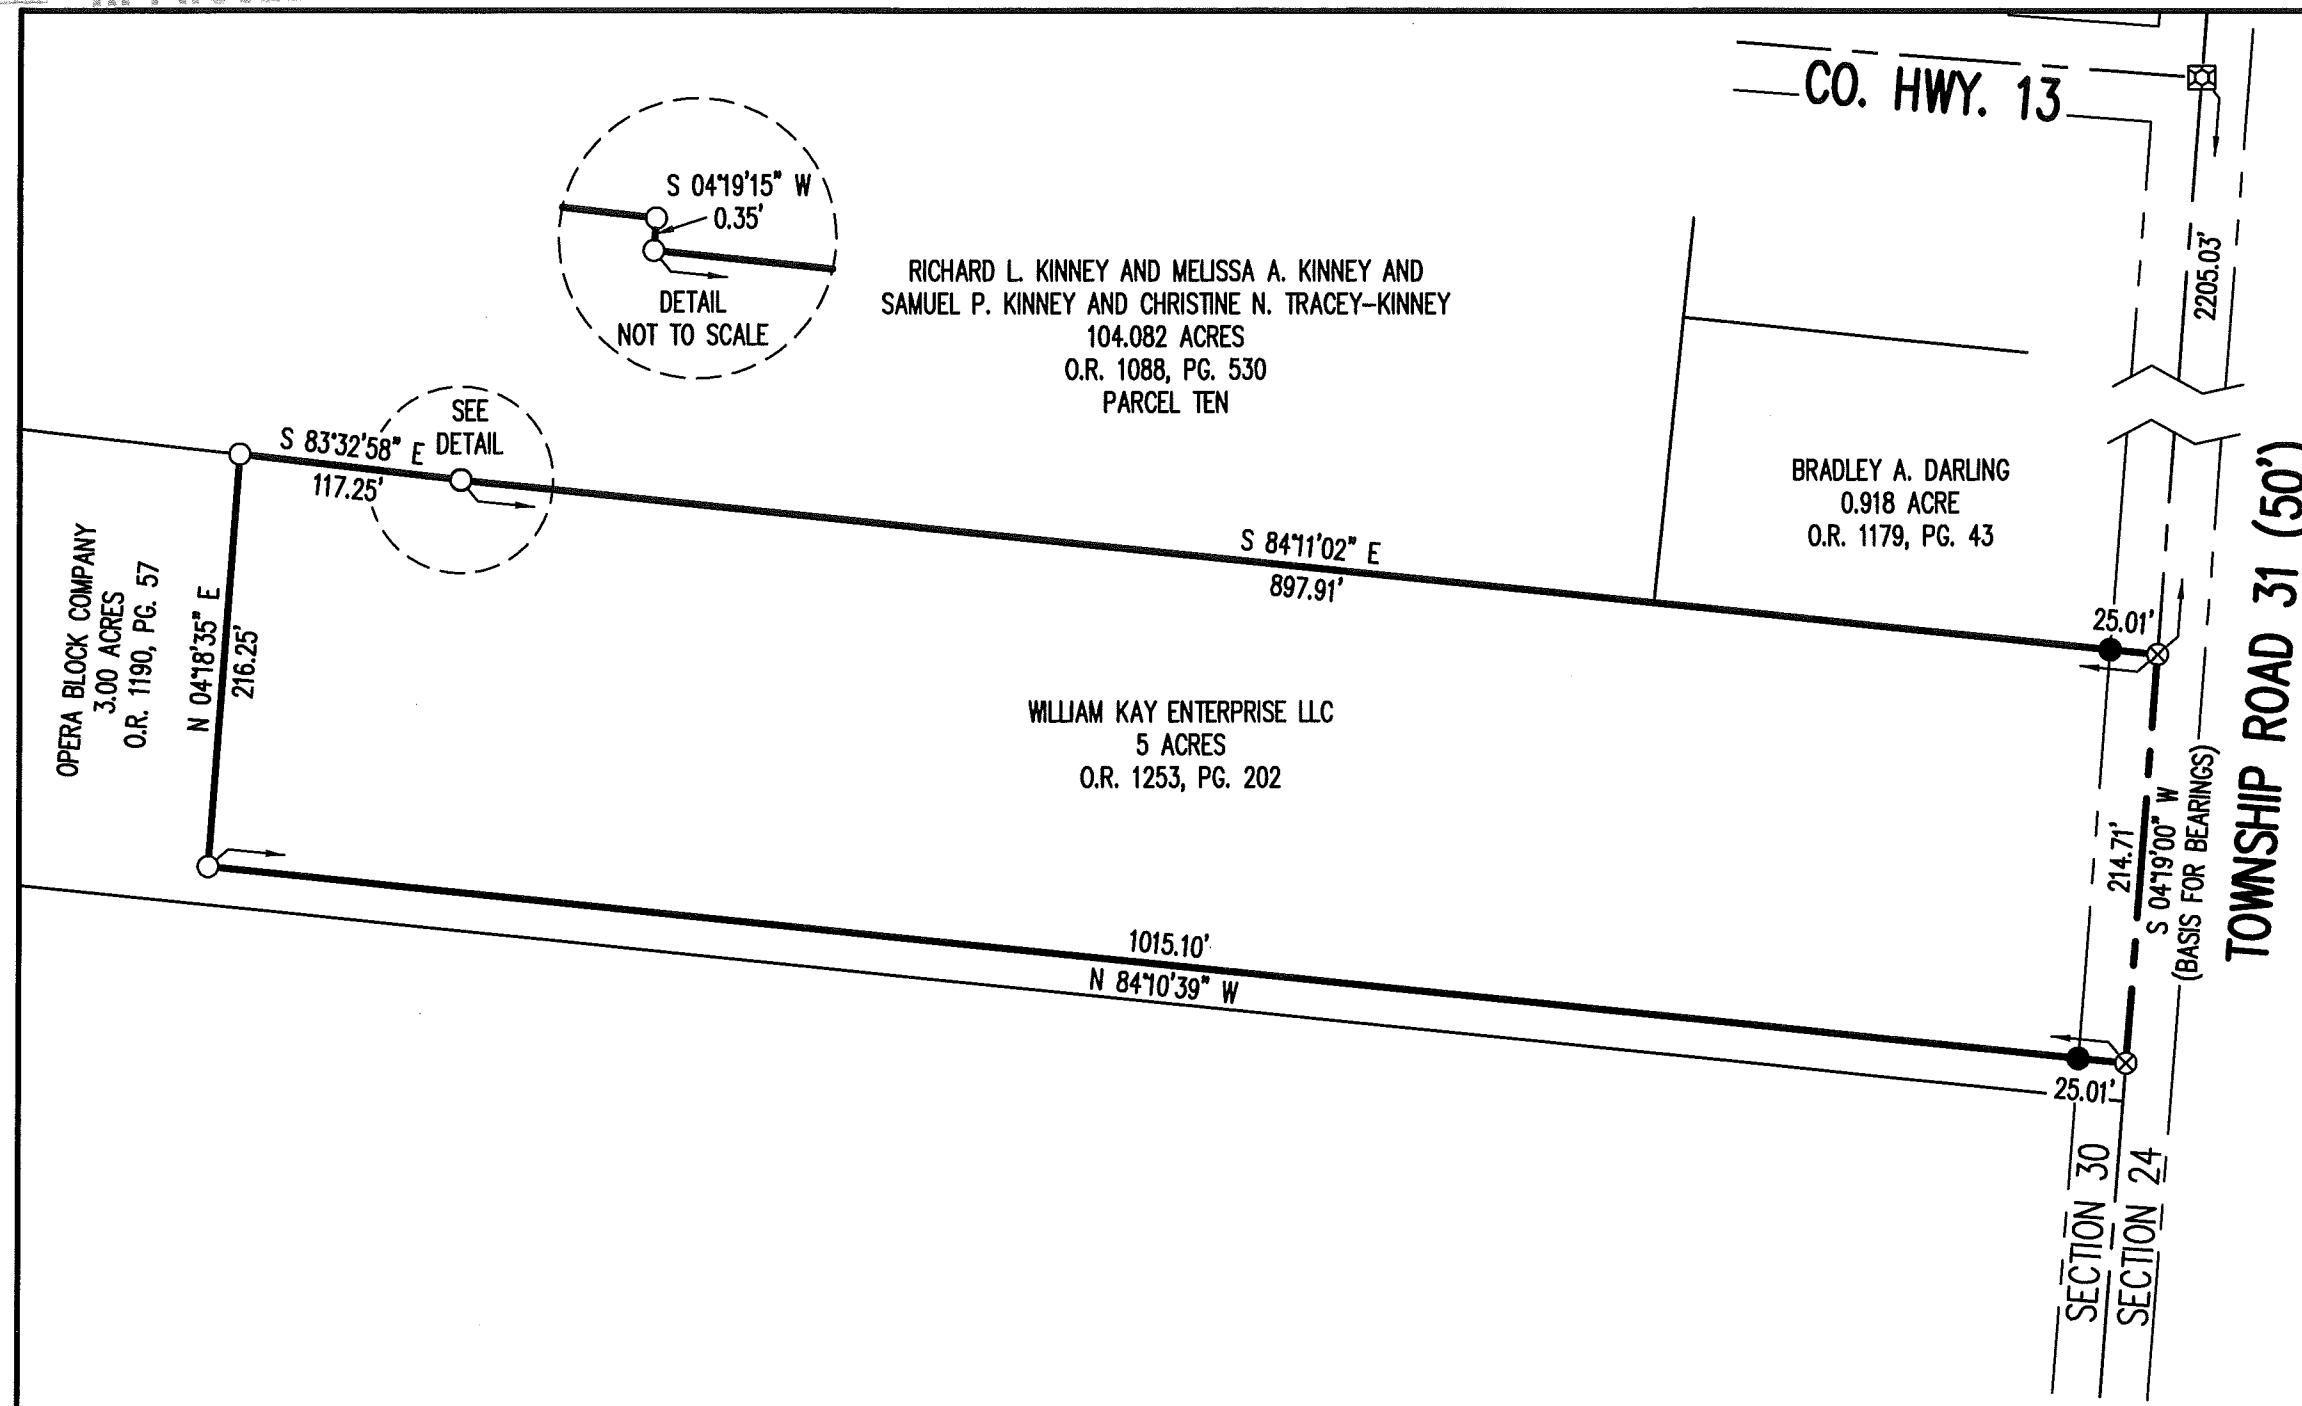 CO. HWY. 13
S 04°19'15" W
0.35'
DETAIL
NOT TO SCALE
RICHARD L. KINNEY AND MELISSA A. KINNEY AND
SAMUEL P. KINNEY AND CHRISTINE N. TRACEY-KINNEY
104.082 ACRES
O.R. 1088, PG. 530
PARCEL TEN
2205.03'
SEE
DETAIL
S 83°32'58" E
117.25'
BRADLEY A. DARLING
0.918 ACRE
O.R. 1179, PG. 43
TOWNSHIP ROAD 31 (50')
S 84°11'02" E
897.91'
25.01'
OPERA BLOCK COMPANY
3.00 ACRES
O.R. 1190, PG. 57
N 04°18'35" E
216.25'
WILLIAM KAY ENTERPRISE LLC
5 ACRES
O.R. 1253, PG. 202
214.71'
S 04°19'00" W
(BASIS FOR BEARINGS)
1015.10'
N 84°10'39" W
25.01'
SECTION 30
SECTION 24